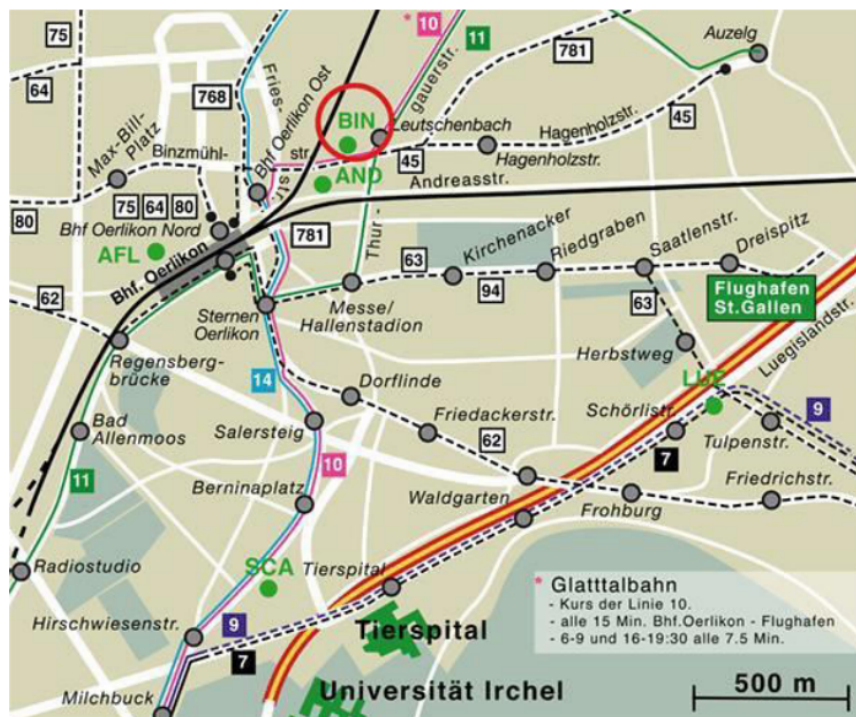 75
* 10
11
781
Auzelg
64
768
Fries-
str.
Bhf Oerlikon Ost
gauerstr.
BIN
Leutschenbach
Hagenholzstr.
45
Max-Bill-
Platz
Binzmühl-
str.
45
Hagenholzstr.
AND
Andreasstr.
80
75 64 80
Bhf Oerlikon Nord
AFL
Bhf. Oerlikon
781
Thur-
63
Kirchenacker
94
Riedgraben
Saatlenstr.
Dreispitz
62
Sternen
Oerlikon
Messe/
Hallenstadion
63
Flughafen
St.Gallen
Regensberg-
brücke
Herbstweg
Luegislandstr.
14
Dorflinde
LUE
Bad
Allenmoos
Salersteig
Friedackerstr.
Schörlistr.
9
62
7
Tulpenstr.
11
10
Berninaplatz
Waldgarten
Frohburg
Friedrichstr.
Radiostudio
SCA
Tierspital
Hirschwiesenstr.
9
7
Tierspital
* Glatttalbahn
- Kurs der Linie 10.
- alle 15 Min. Bhf.Oerlikon - Flughafen
- 6-9 und 16-19:30 alle 7.5 Min.
Milchbuck
Universität Irchel
500 m